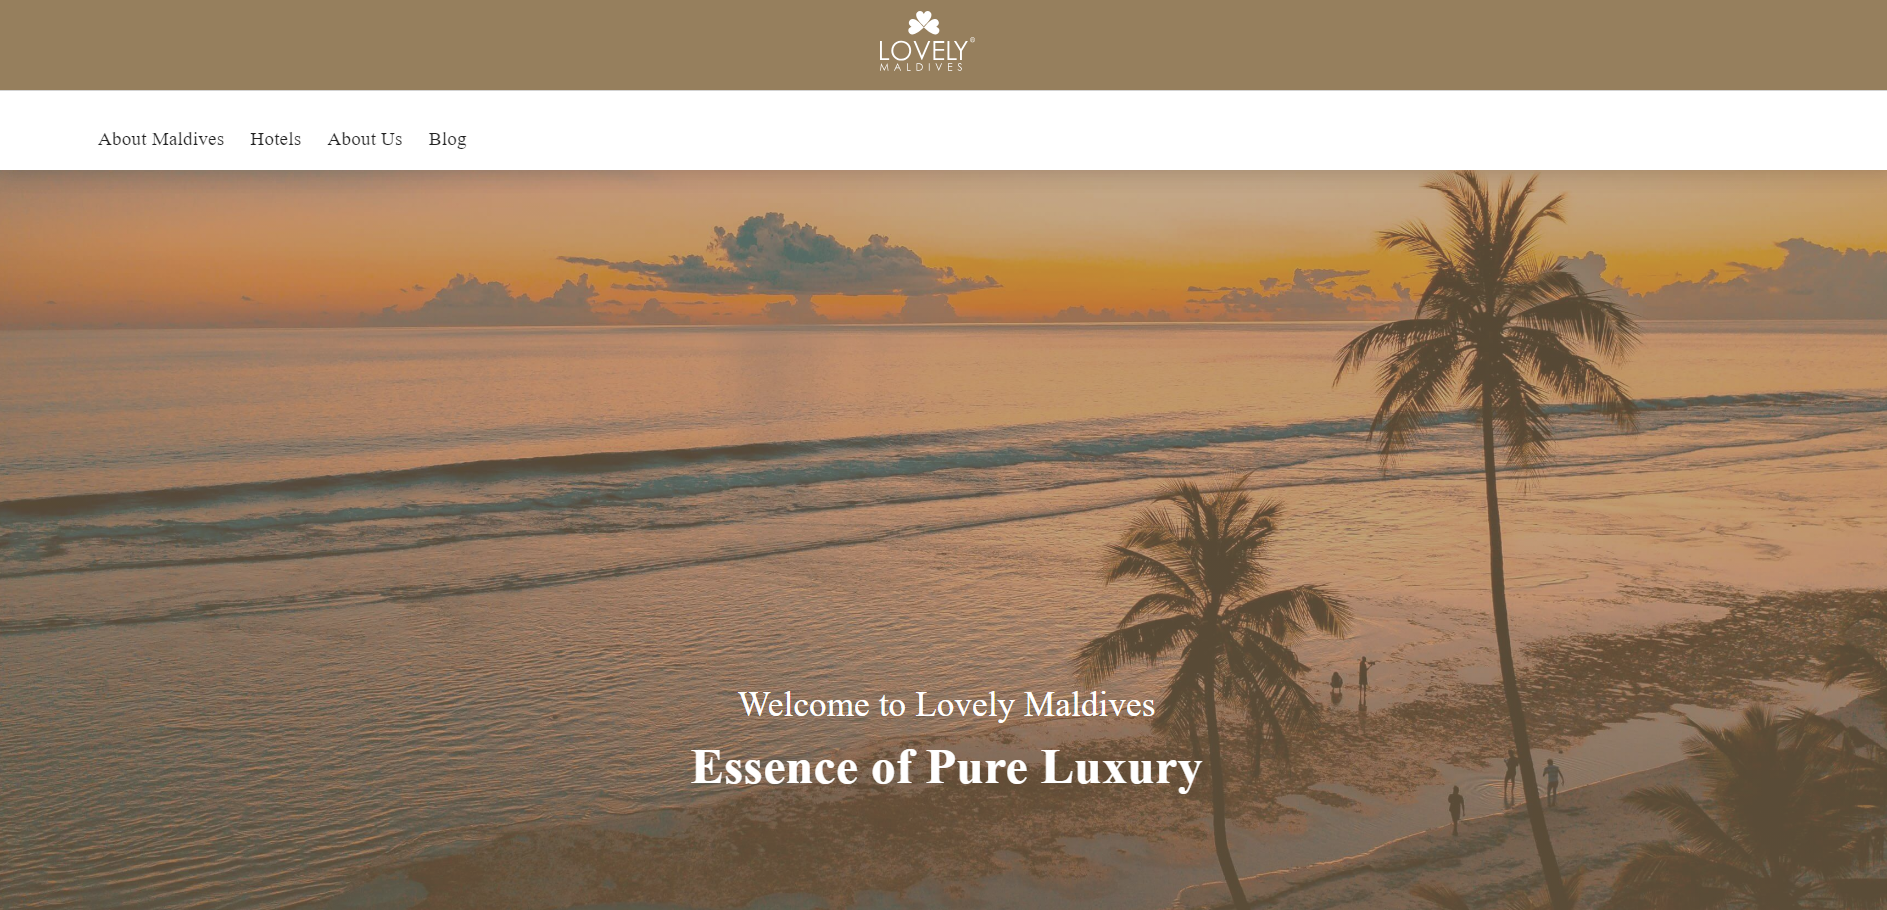 LOVELY®
MALDIVES
About Maldives Hotels About Us Blog
Welcome to Lovely Maldives
Essence of Pure Luxury